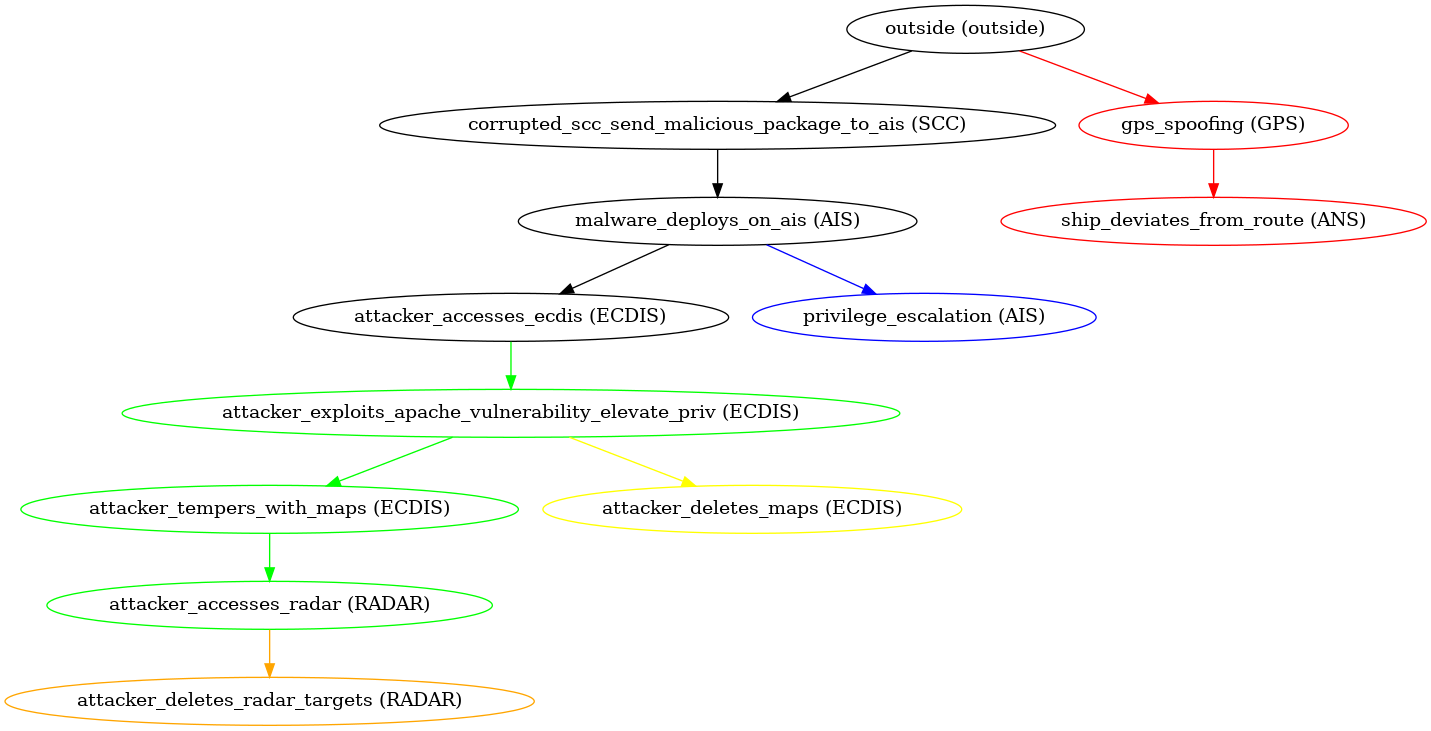 outside (outside)
corrupted_scc_send_malicious_package_to_ais (SCC)
gps_spoofing (GPS)
malware_deploys_on_ais (AIS)
ship_deviates_from_route (ANS)
attacker_accesses_ecdis (ECDIS)
privilege_escalation (AIS)
attacker_exploits_apache_vulnerability_elevate_priv (ECDIS)
attacker_tempers_with_maps (ECDIS)
attacker_deletes_maps (ECDIS)
attacker_accesses_radar (RADAR)
attacker_deletes_radar_targets (RADAR)